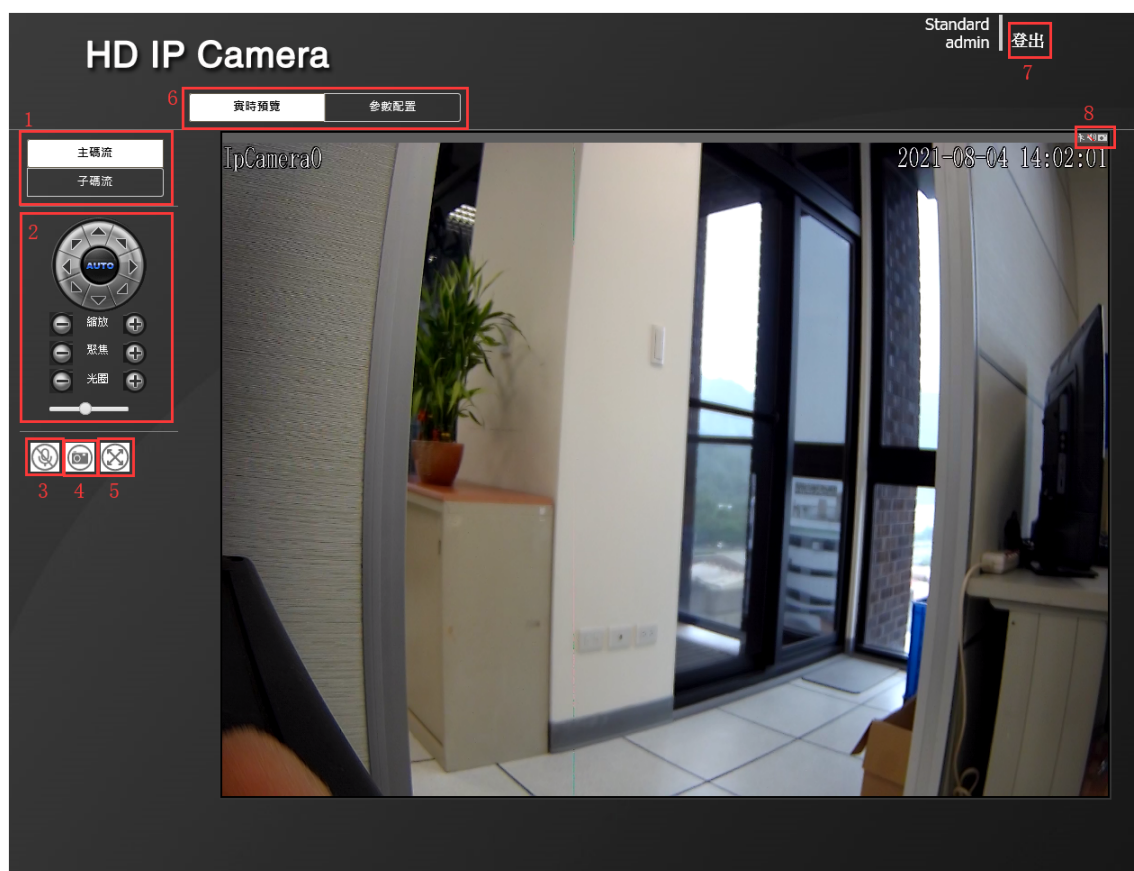 HD IP Camera
Standard
admin
登出
7
6
實時預覽
參數配置
8
1
主碼流
子碼流
IpCamera0
2021-08-04 14:02:01
2
AUTO
縮放
聚焦
光圈
3
4
5